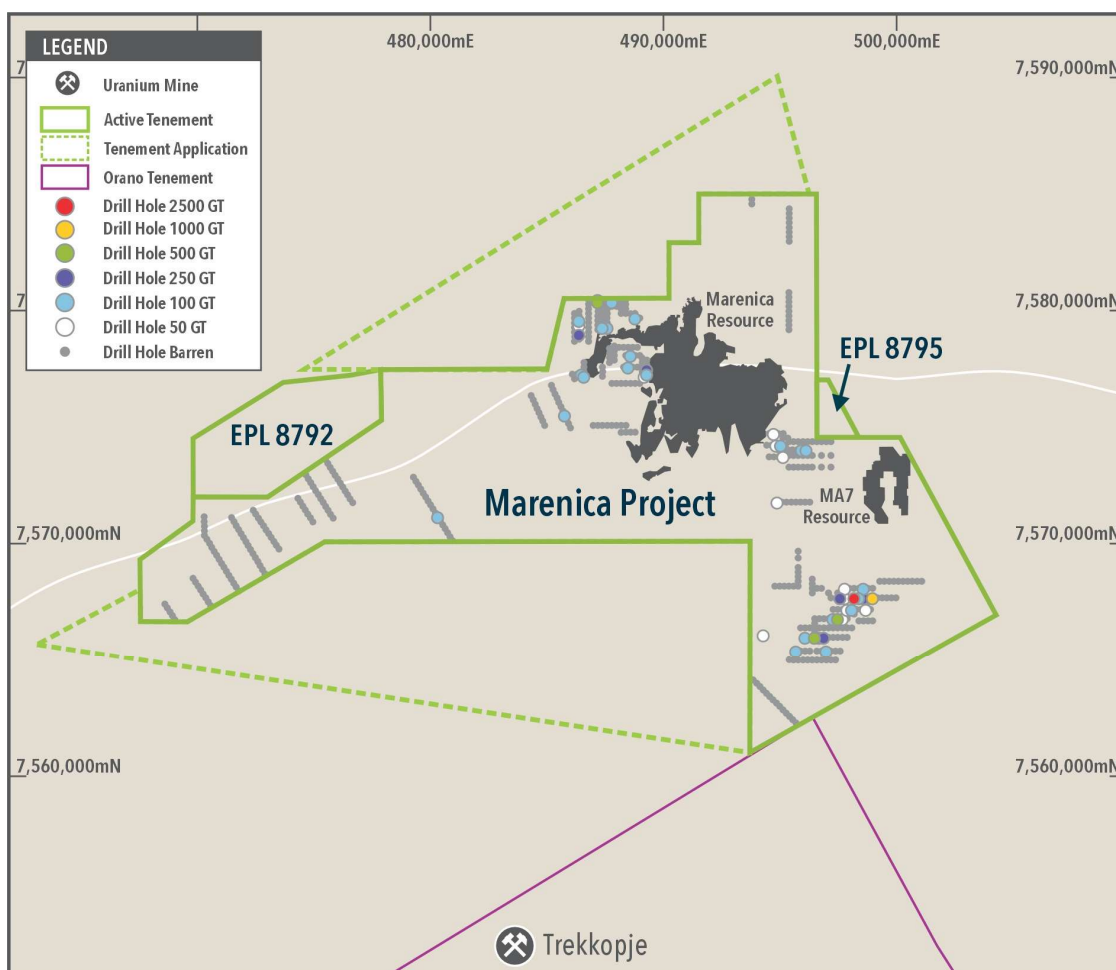 480,000mE
490,000mE
500,000mE
LEGEND
Uranium Mine
Active Tenement
Tenement Application
Orano Tenement
Drill Hole 2500 GT
Drill Hole 1000 GT
Drill Hole 500 GT
Drill Hole 250 GT
Drill Hole 100 GT
Drill Hole 50 GT
Drill Hole Barren
7
7,590,000mN
7
7,580,000mN
Marenica
Resource
EPL 8795
EPL 8792
Marenica Project
MA7
Resource
7,570,000mN
7,570,000mN
7,560,000mN
7,560,000mN
Trekkopje